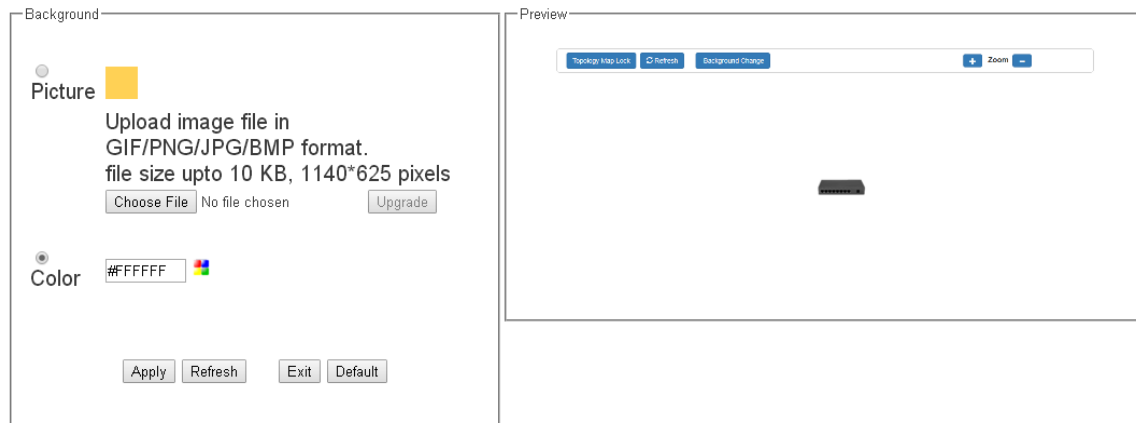 Background
Picture
Upload image file in
GIF/PNG/JPG/BMP format.
file size upto 10 KB, 1140*625 pixels
Choose File No file chosen Upgrade
Color #FFFFFF
Apply Refresh Exit Default
Preview
Topology Map Lock Refresh Background Change + Zoom −